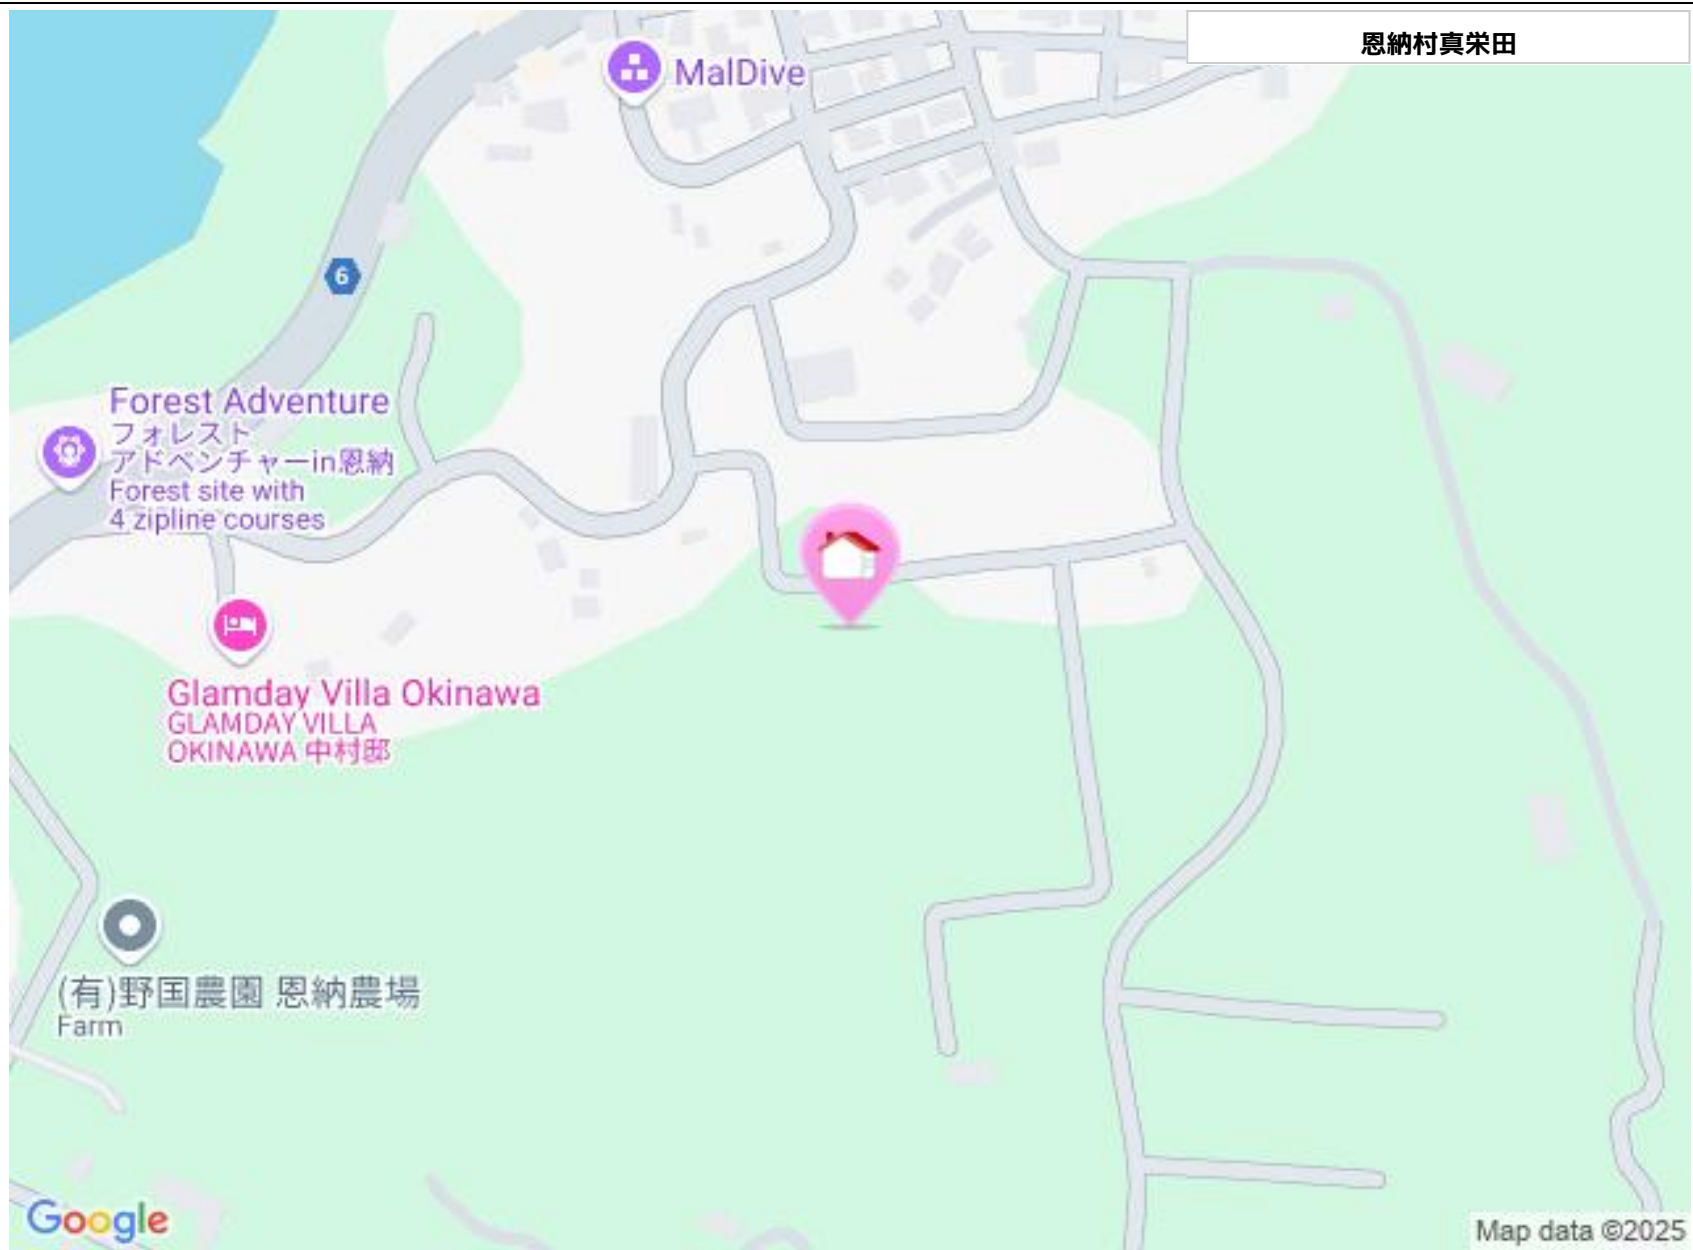 恩納村真栄田
MalDive
6
Forest Adventure
フォレスト
アドベンチャーin恩納
Forest site with
4 zipline courses
Glamday Villa Okinawa
GLAMDAY VILLA
OKINAWA 中村邸
(有)野国農園 恩納農場
Farm
Google
Map data ©2025